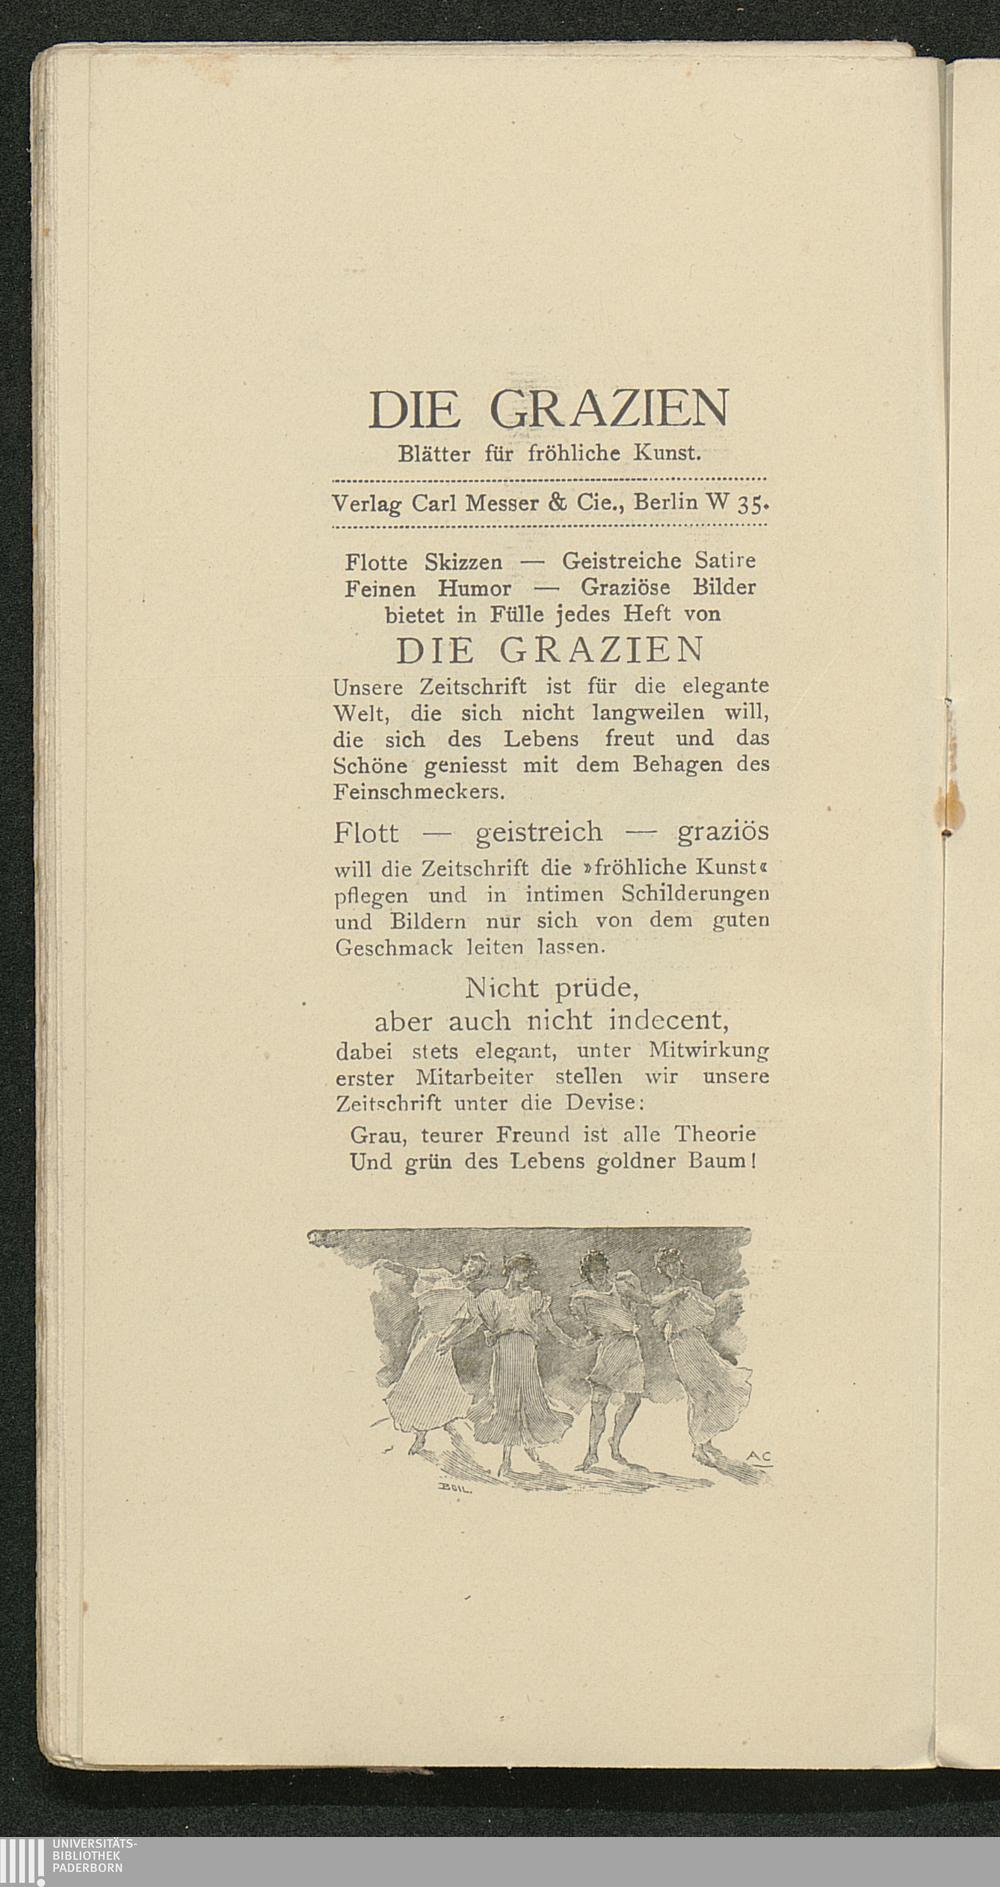 DIE GRAZIEN
Blätter für fröhliche Kunst.
Verlag Carl Messer & Cie., Berlin W 35.
Flotte Skizzen — Geistreiche Satire
Feinen Humor — Graziöse Bilder
bietet in Fülle jedes Heft von
DIE GRAZIEN
Unsere Zeitschrift ist für die elegante
Welt, die sich nicht langweilen will,
die sich des Lebens freut und das
Schöne geniesst mit dem Behagen des
Feinschmeckers.
Flott — geistreich — graziös
will die Zeitschrift die »fröhliche Kunst«
pflegen und in intimen Schilderungen
und Bildern nur sich von dem guten
Geschmack leiten lassen.
Nicht prüde,
aber auch nicht indecent,
dabei stets elegant, unter Mitwirkung
erster Mitarbeiter stellen wir unsere
Zeitschrift unter die Devise:
Grau, teurer Freund ist alle Theorie
Und grün des Lebens goldner Baum!
AC
UNIVERSITÄTS-
BIBLIOTHEK
PADERBORN